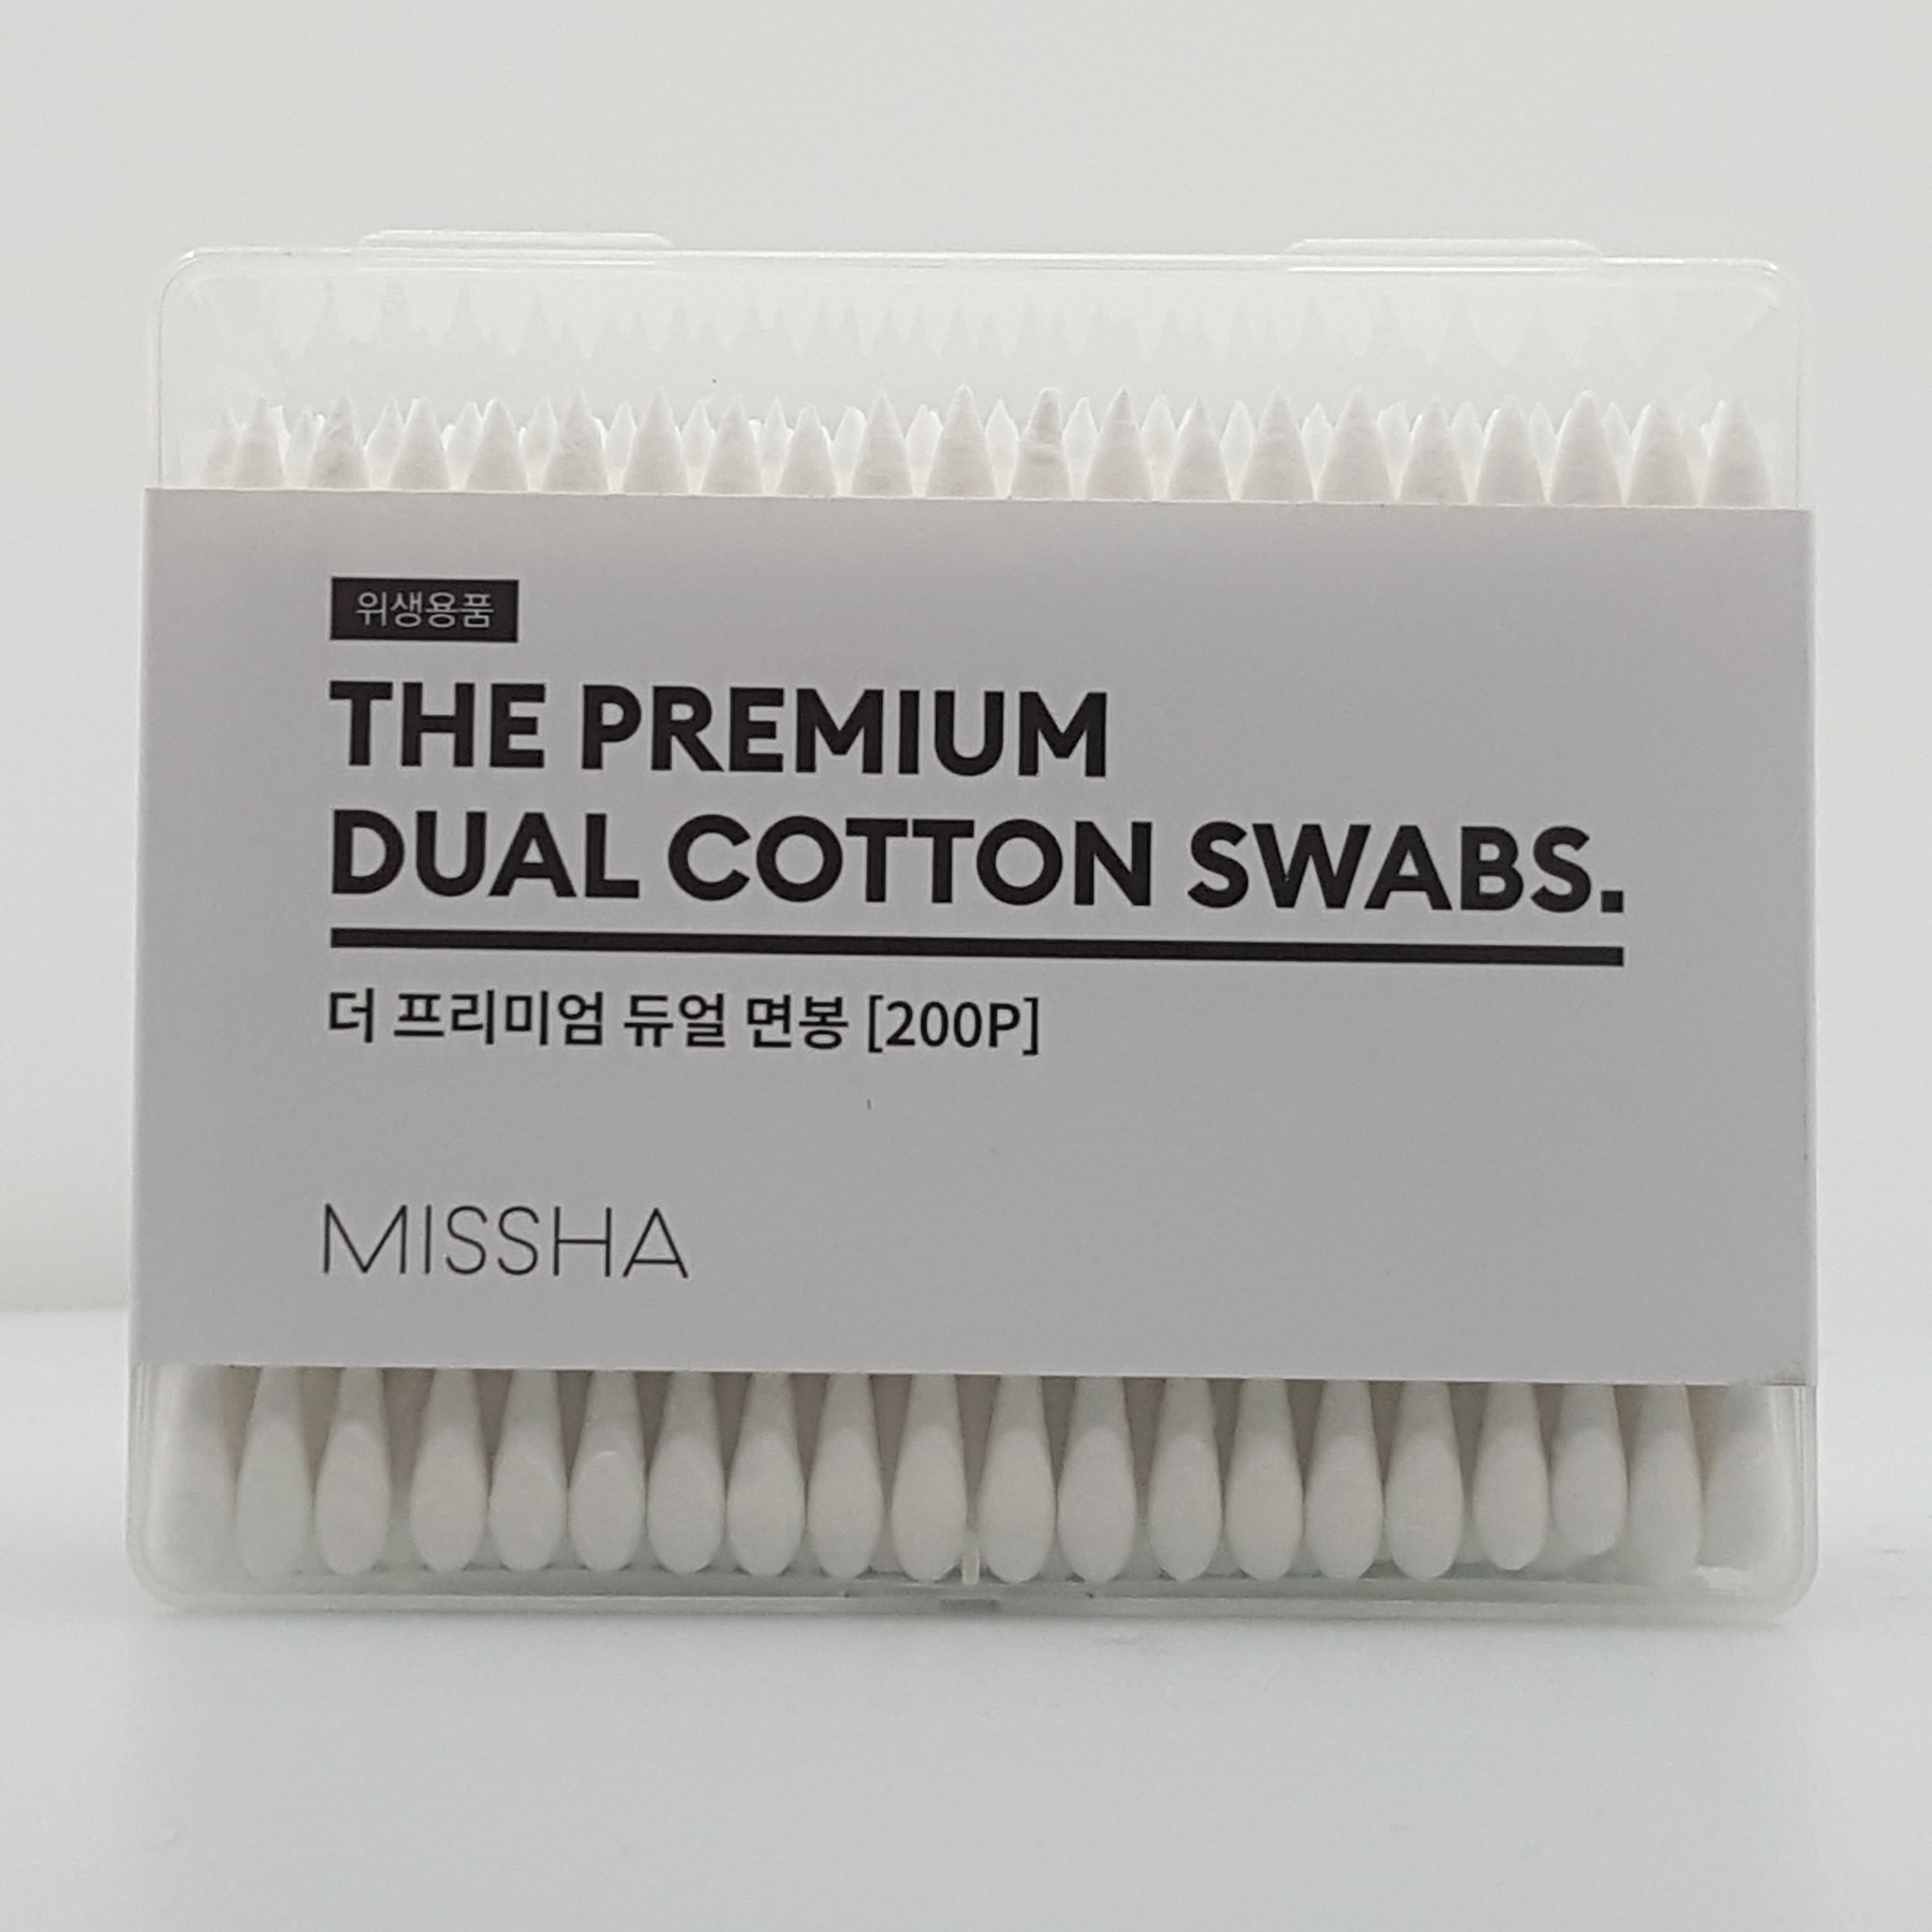 위생용품
THE PREMIUM
DUAL COTTON SWABS.
더 프리미엄 듀얼 면봉 [200P]
MISSHA